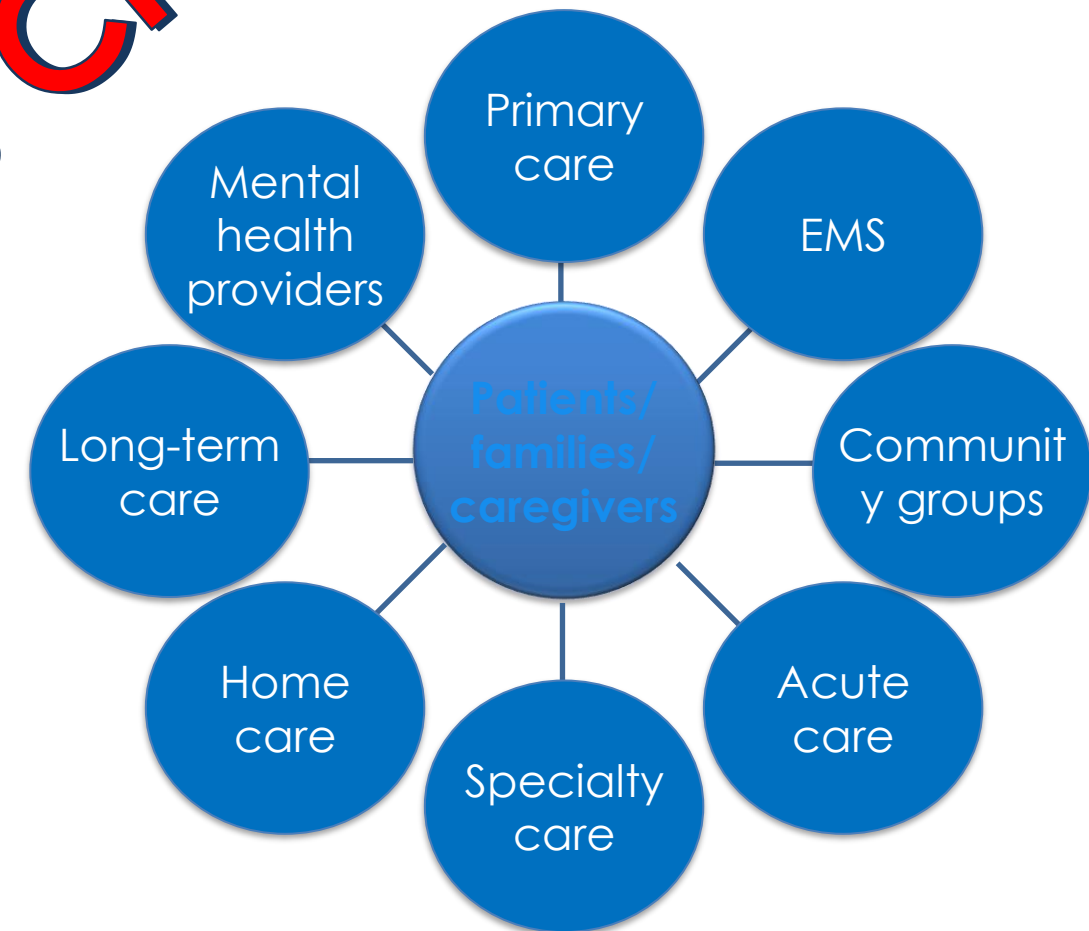 Primary
care
EMS
Communit
y groups
Acute
care
Specialty
care
Home
care
Long-term
care
Mental
health
providers
Patients/
families/
caregivers